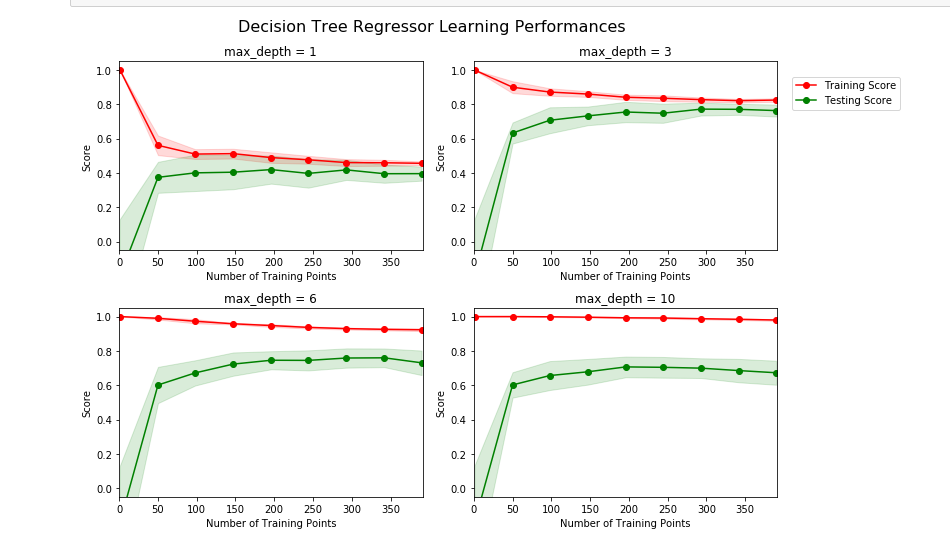 Decision Tree Regressor Learning Performances
max_depth = 1
1.0
0.8
0.6
0.4
0.2
0.0
Score
0 50 100 150 200 250 300 350
Number of Training Points
max_depth = 3
1.0
0.8
0.6
0.4
0.2
0.0
Score
0 50 100 150 200 250 300 350
Number of Training Points
Training Score
Testing Score
max_depth = 6
1.0
0.8
0.6
0.4
0.2
0.0
Score
0 50 100 150 200 250 300 350
Number of Training Points
max_depth = 10
1.0
0.8
0.6
0.4
0.2
0.0
Score
0 50 100 150 200 250 300 350
Number of Training Points